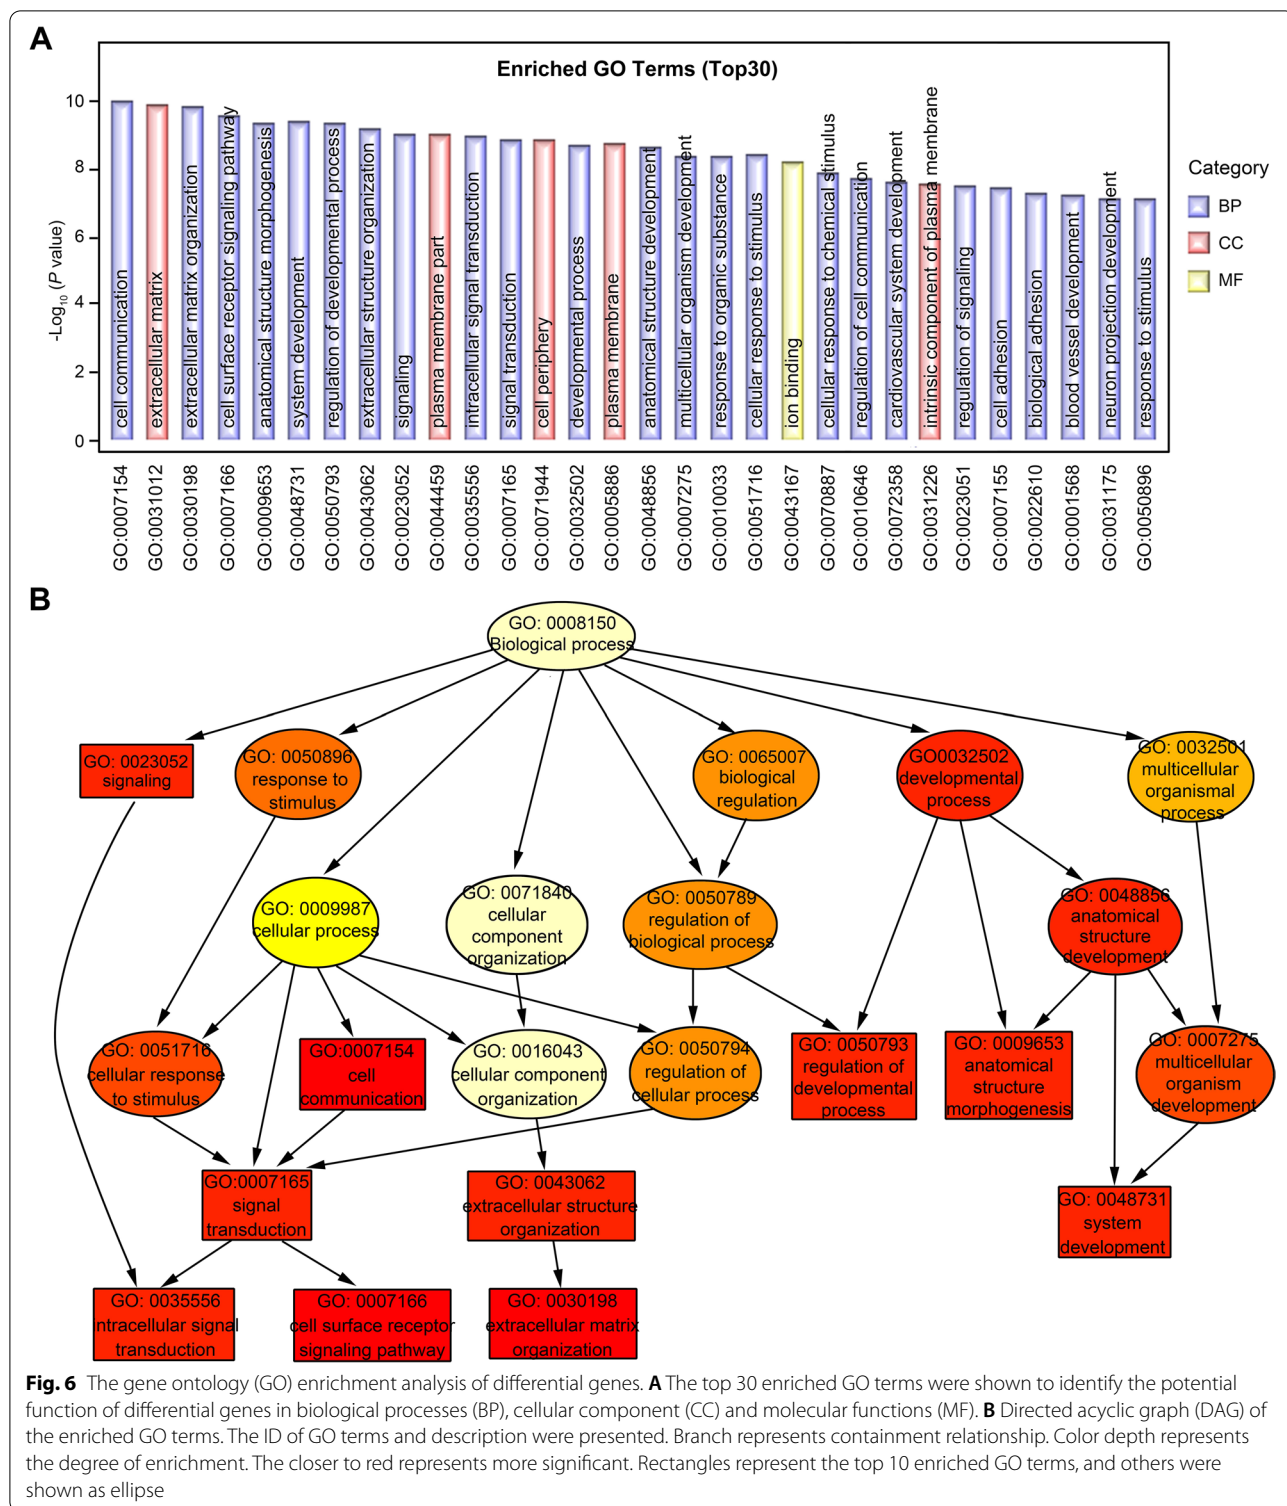 A
Enriched GO Terms (Top30)
-Log10 (P value)
10
8
6
4
2
0
cell communication
extracellular matrix
extracellular matrix organization
cell surface receptor signaling pathway
anatomical structure morphogenesis
system development
regulation of developmental process
extracellular structure organization
signaling
plasma membrane part
intracellular signal transduction
signal transduction
cell periphery
developmental process
plasma membrane
anatomical structure development
multicellular organism development
response to organic substance
cellular response to stimulus
ion binding
cellular response to chemical stimulus
regulation of cell communication
cardiovascular system development
intrinsic component of plasma membrane
regulation of signaling
cell adhesion
biological adhesion
blood vessel development
neuron projection development
response to stimulus
GO:0007154
GO:0031012
GO:0030198
GO:0007166
GO:0009653
GO:0048731
GO:0050793
GO:0043062
GO:0023052
GO:0044459
GO:0035556
GO:0007165
GO:0071944
GO:0032502
GO:0005886
GO:0048856
GO:0007275
GO:0010033
GO:0051716
GO:0043167
GO:0070887
GO:0010646
GO:0072358
GO:0031226
GO:0023051
GO:0007155
GO:0022610
GO:0001568
GO:0031175
GO:0050896
Category
BP
CC
MF
B
GO: 0008150
Biological process
GO: 0023052
signaling
GO: 0050896
response to
stimulus
GO: 0065007
biological
regulation
GO0032502
developmental
process
GO: 0032501
multicellular
organismal
process
GO: 0009987
cellular process
GO: 0071840
cellular
component
organization
GO: 0050789
regulation of
biological process
GO: 0048856
anatomical
structure
development
GO: 0051716
cellular response
to stimulus
GO:0007154
cell
communication
GO: 0016043
cellular component
organization
GO: 0050794
regulation of
cellular process
GO: 0050793
regulation of
developmental
process
GO: 0009653
anatomical
structure
morphogenesis
GO: 0007275
multicellular
organism
development
GO:0007165
signal
transduction
GO: 0043062
extracellular structure
organization
GO: 0048731
system
development
GO: 0035556
intracellular signal
transduction
GO: 0007166
cell surface receptor
signaling pathway
GO: 0030198
extracellular matrix
organization
Fig. 6 The gene ontology (GO) enrichment analysis of differential genes. A The top 30 enriched GO terms were shown to identify the potential
function of differential genes in biological processes (BP), cellular component (CC) and molecular functions (MF). B Directed acyclic graph (DAG) of
the enriched GO terms. The ID of GO terms and description were presented. Branch represents containment relationship. Color depth represents
the degree of enrichment. The closer to red represents more significant. Rectangles represent the top 10 enriched GO terms, and others were
shown as ellipse